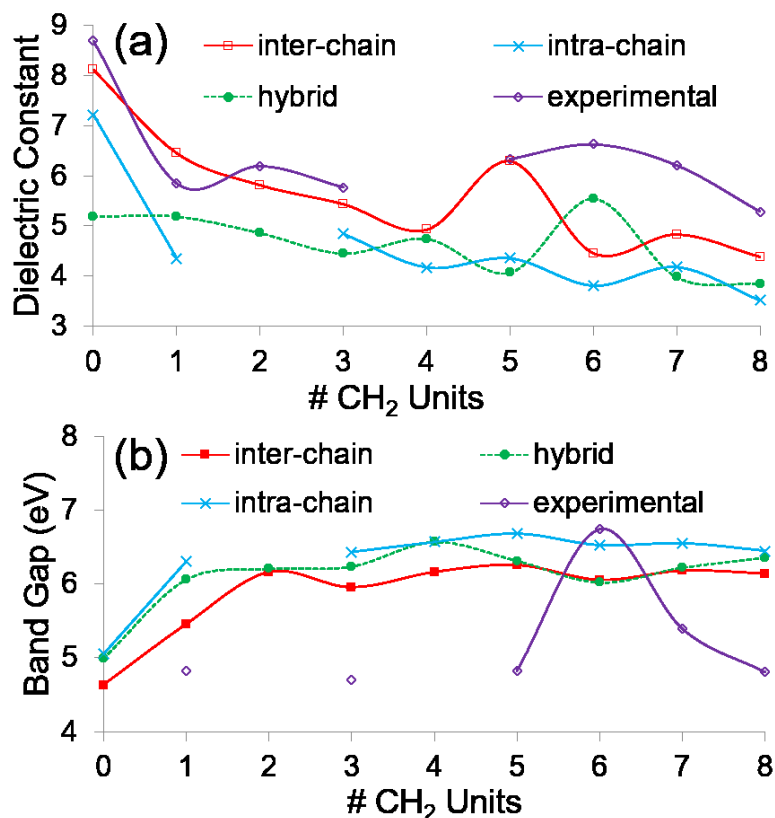 (a)
inter-chain
intra-chain
hybrid
experimental
Dielectric Constant
9
8
7
6
5
4
3
0 1 2 3 4 5 6 7 8
# CH₂ Units
(b)
inter-chain
hybrid
intra-chain
experimental
Band Gap (eV)
8
7
6
5
4
0 1 2 3 4 5 6 7 8
# CH₂ Units